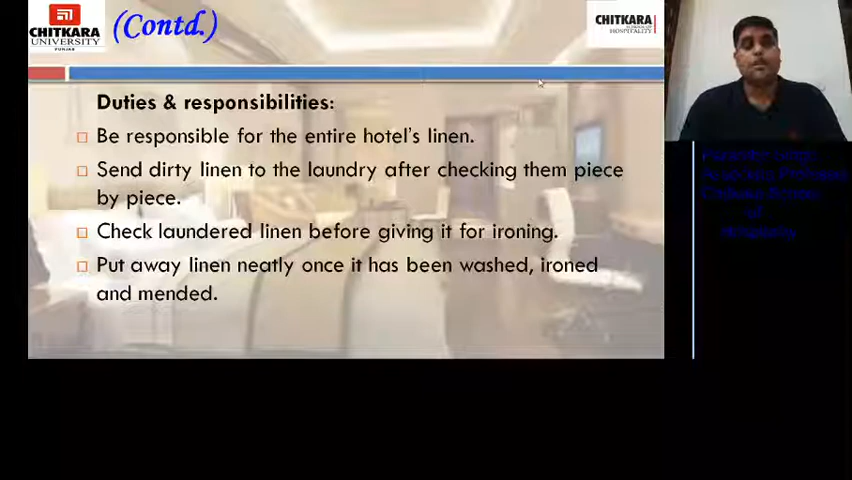 CHITKARA
UNIVERSITY
PUNJAB
(Contd.)
CHITKARA
HOSPITALITY
Duties & responsibilities:
Be responsible for the entire hotel's linen.
Send dirty linen to the laundry after checking them piece
by piece.
Check laundered linen before giving it for ironing.
Put away linen neatly once it has been washed, ironed
and mended.
of
Hospitality